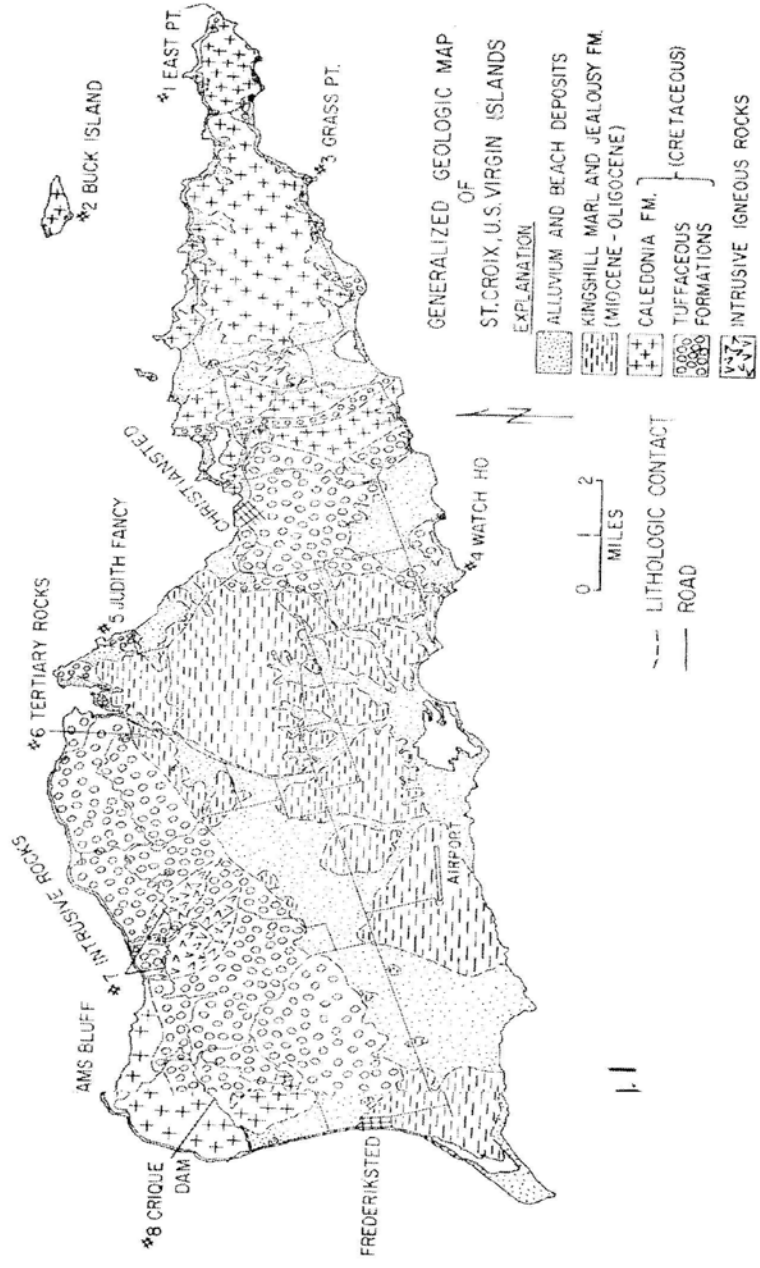 #1 EAST PT.
#2 BUCK ISLAND
#3 GRASS PT.
CHRISTIANSTED
#4 WATCH HO
#5 JUDITH FANCY
#6 TERTIARY ROCKS
#7 INTRUSIVE ROCKS
HAMS BLUFF
#8 CRIQUE
DAM
FREDERIKSTED
AIRPORT
GENERALIZED GEOLOGIC MAP
OF
ST. CROIX, U.S. VIRGIN ISLANDS
EXPLANATION
ALLUVIUM AND BEACH DEPOSITS
KINGSHILL MARL AND JEALOUSY FM.
(MIOCENE - OLIGOCENE)
CALEDONIA FM.
TUFFACEOUS
FORMATIONS
(CRETACEOUS)
INTRUSIVE IGNEOUS ROCKS
N
0 1 2
MILES
--- LITHOLOGIC CONTACT
— ROAD